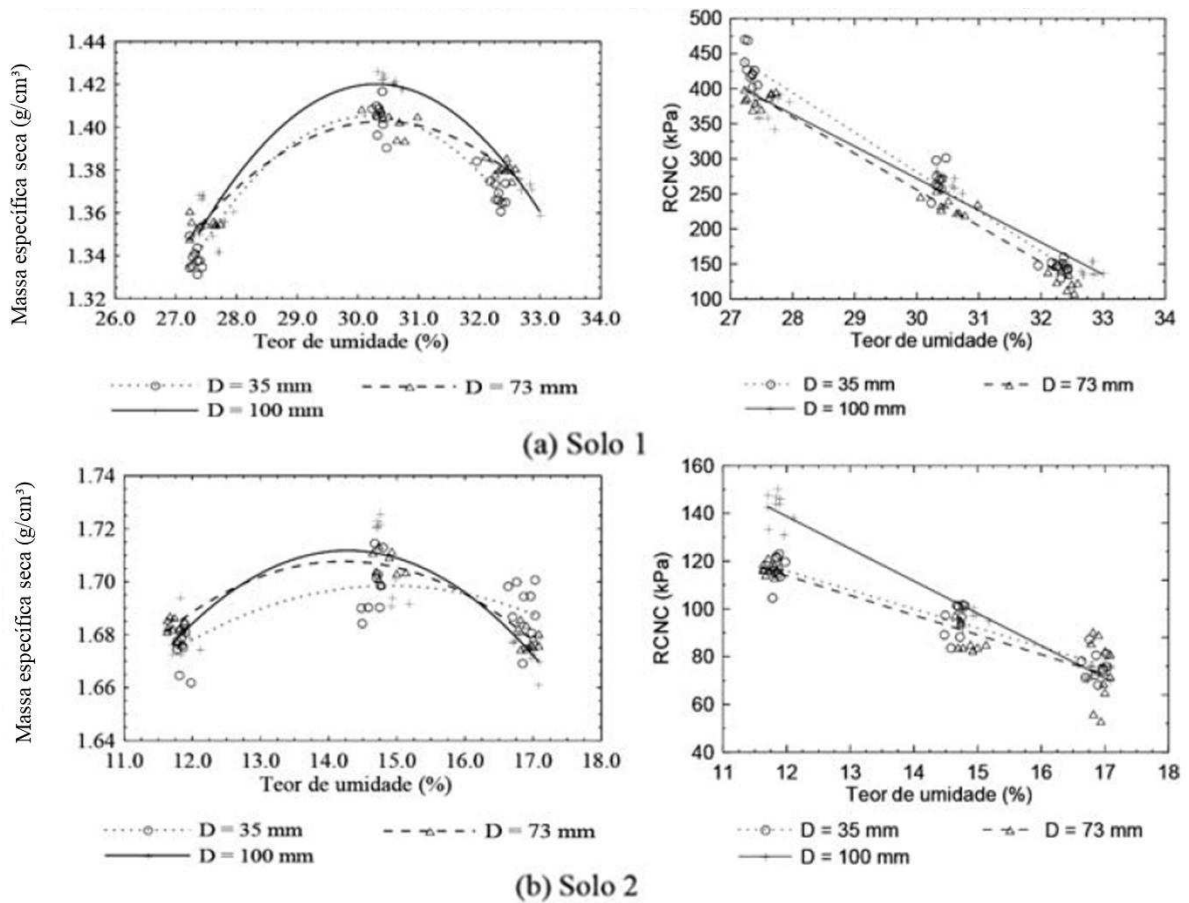 Massa específica seca (g/cm³)
1.44
1.42
1.40
1.38
1.36
1.34
1.32
26.0 27.0 28.0 29.0 30.0 31.0 32.0 33.0 34.0
Teor de umidade (%)
D = 35 mm D = 73 mm
D = 100 mm
RCNC (kPa)
500
450
400
350
300
250
200
150
100
27 28 29 30 31 32 33 34
Teor de umidade (%)
D = 35 mm D = 73 mm
D = 100 mm
(a) Solo 1
Massa específica seca (g/cm³)
1.74
1.72
1.70
1.68
1.66
1.64
11.0 12.0 13.0 14.0 15.0 16.0 17.0 18.0
Teor de umidade (%)
D = 35 mm D = 73 mm
D = 100 mm
RCNC (kPa)
160
140
120
100
80
60
40
11 12 13 14 15 16 17 18
Teor de umidade (%)
D = 35 mm D = 73 mm
D = 100 mm
(b) Solo 2